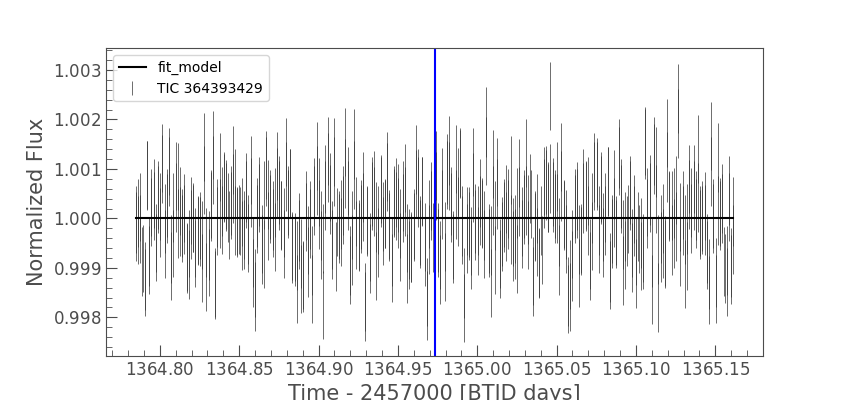 fit_model
TIC 364393429
1.003
1.002
1.001
1.000
0.999
0.998
Normalized Flux
1364.80 1364.85 1364.90 1364.95 1365.00 1365.05 1365.10 1365.15
Time - 2457000 [BTJD days]